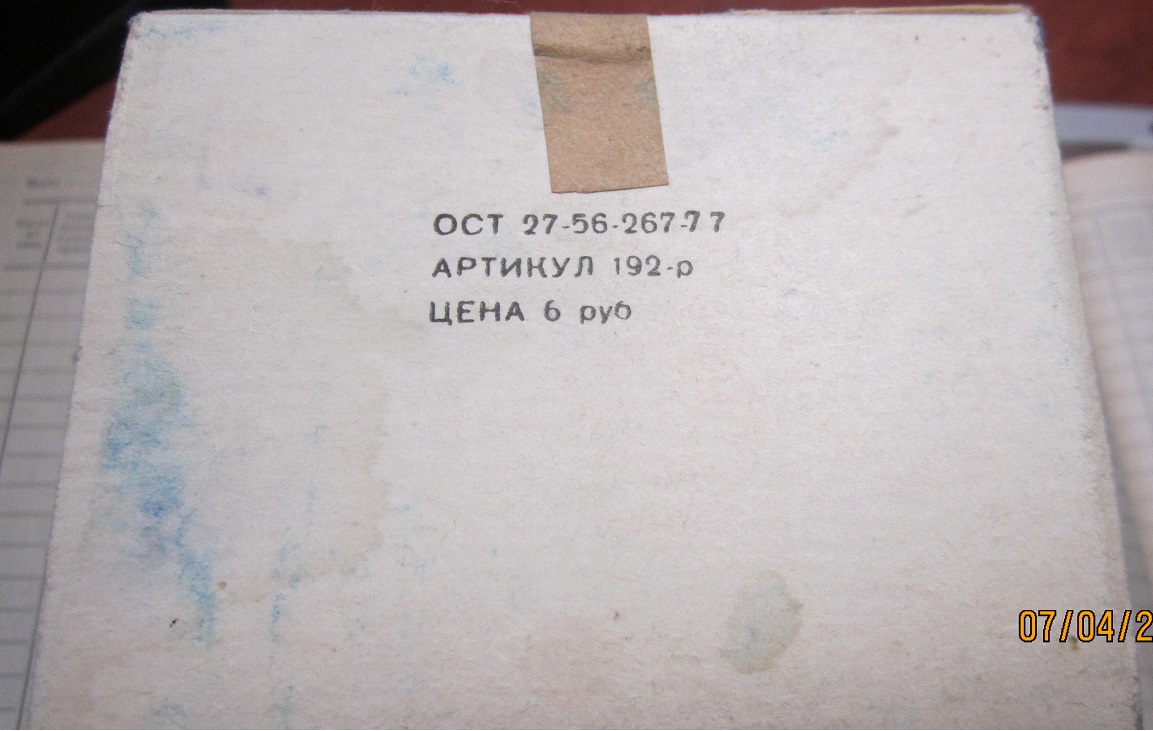 ОСТ 27-56-267-77
АРТИКУЛ 192-р
ЦЕНА 6 руб
07/04/2